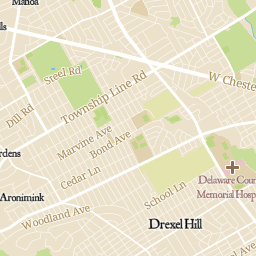 Manoa
lls
Steel Rd
W Cheste
Township Line Rd
Dill Rd
Marvine Ave
Bond Ave
rdens
Cedar Ln
Delaware Coun
Memorial Hosp
School Ln
Aronimink
Woodland Ave
Drexel Hill